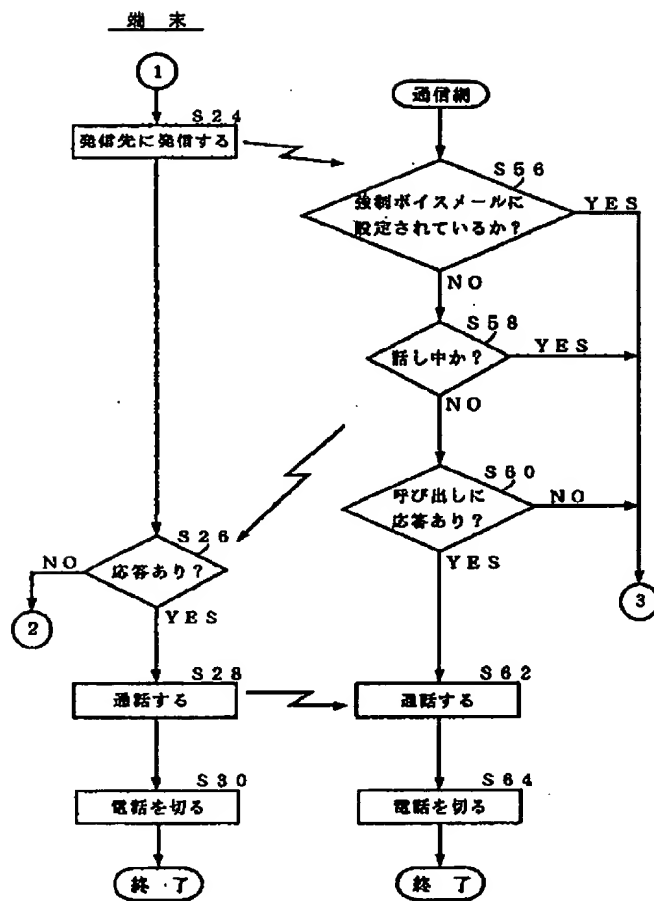 端 末
1
S24
発信先に発信する
S26
応答あり?
NO
2
YES
S28
通話する
S30
電話を切る
終 了
通信網
S56
強制ボイスメールに
設定されているか?
YES
NO
S58
話し中か?
YES
NO
S60
呼び出しに
応答あり?
NO
YES
3
S62
通話する
S64
電話を切る
終 了